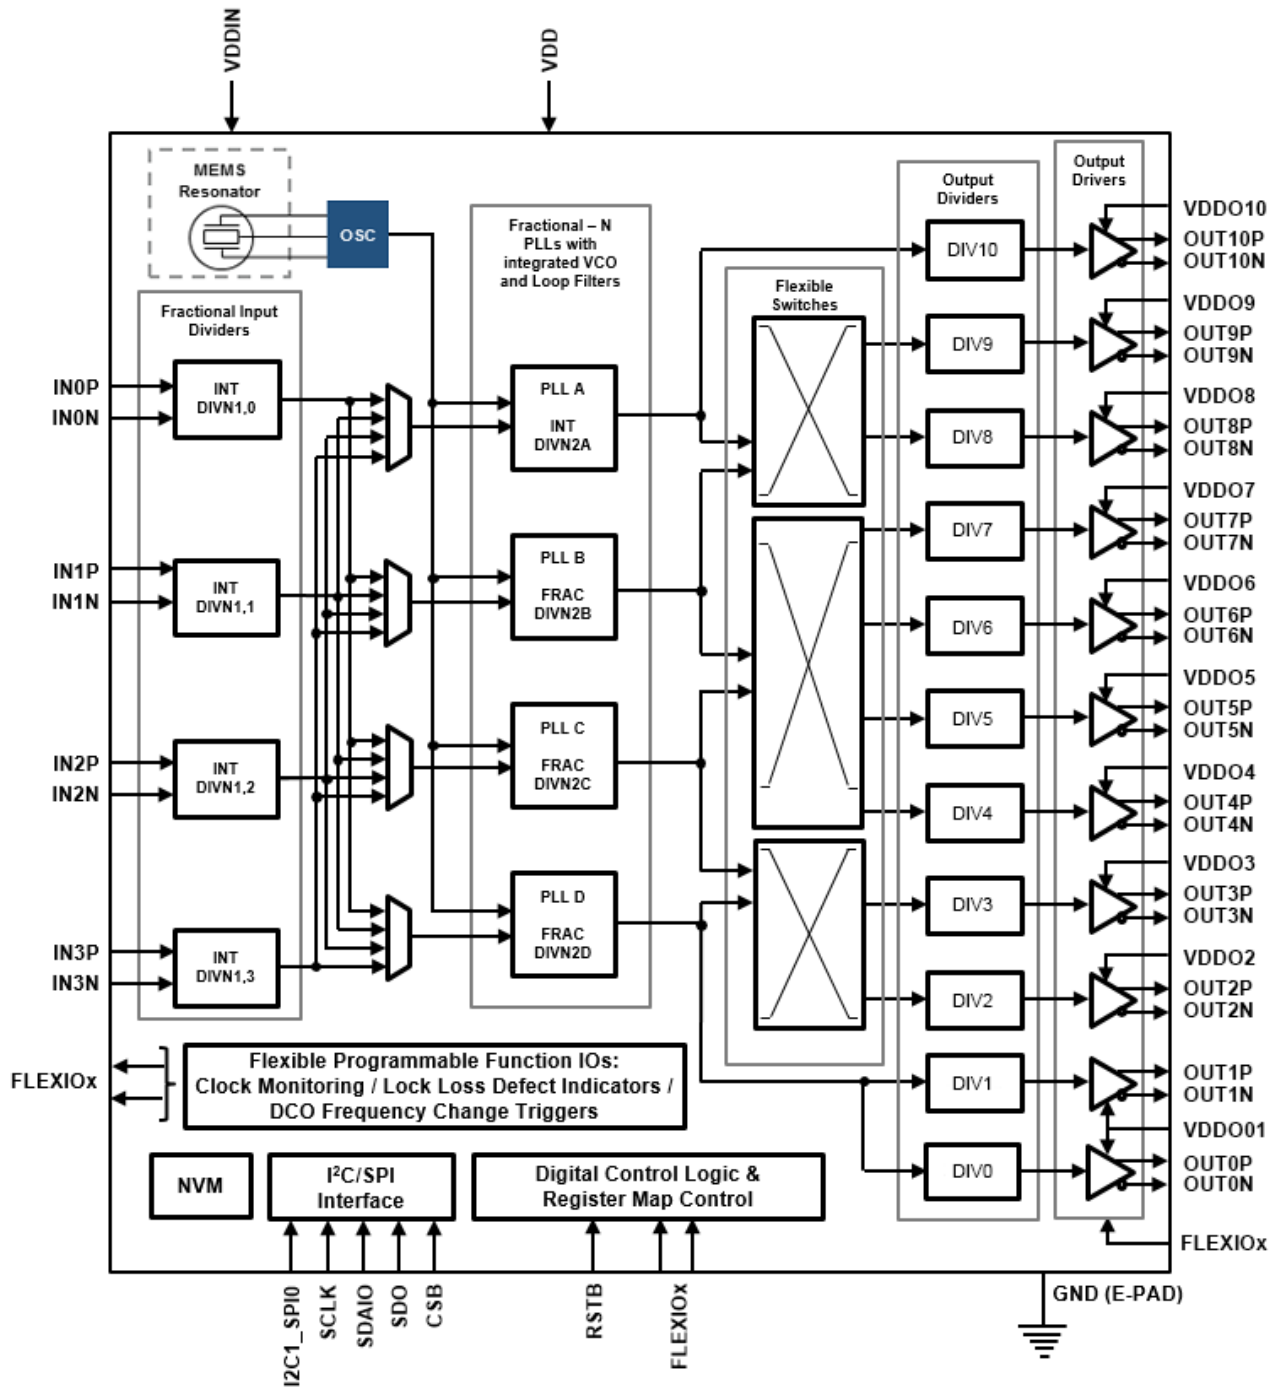 VDDIN
VDD
MEMS
Resonator
OSC
Fractional Input
Dividers
Fractional – N
PLLs with
integrated VCO
and Loop Filters
Flexible
Switches
Output
Dividers
Output
Drivers
IN0P
IN0N
INT
DIVN1,0
IN1P
IN1N
INT
DIVN1,1
IN2P
IN2N
INT
DIVN1,2
IN3P
IN3N
INT
DIVN1,3
PLL A
INT
DIVN2A
PLL B
FRAC
DIVN2B
PLL C
FRAC
DIVN2C
PLL D
FRAC
DIVN2D
DIV10
DIV9
DIV8
DIV7
DIV6
DIV5
DIV4
DIV3
DIV2
DIV1
DIV0
VDDO10
OUT10P
OUT10N
VDDO9
OUT9P
OUT9N
VDDO8
OUT8P
OUT8N
VDDO7
OUT7P
OUT7N
VDDO6
OUT6P
OUT6N
VDDO5
OUT5P
OUT5N
VDDO4
OUT4P
OUT4N
VDDO3
OUT3P
OUT3N
VDDO2
OUT2P
OUT2N
OUT1P
OUT1N
VDDO01
OUT0P
OUT0N
FLEXIOx
FLEXIOx
Flexible Programmable Function IOs:
Clock Monitoring / Lock Loss Defect Indicators /
DCO Frequency Change Triggers
NVM
I²C/SPI
Interface
Digital Control Logic &
Register Map Control
I2C1_SPI0
SCLK
SDAIO
SDO
CSB
RSTB
FLEXIOx
GND (E-PAD)